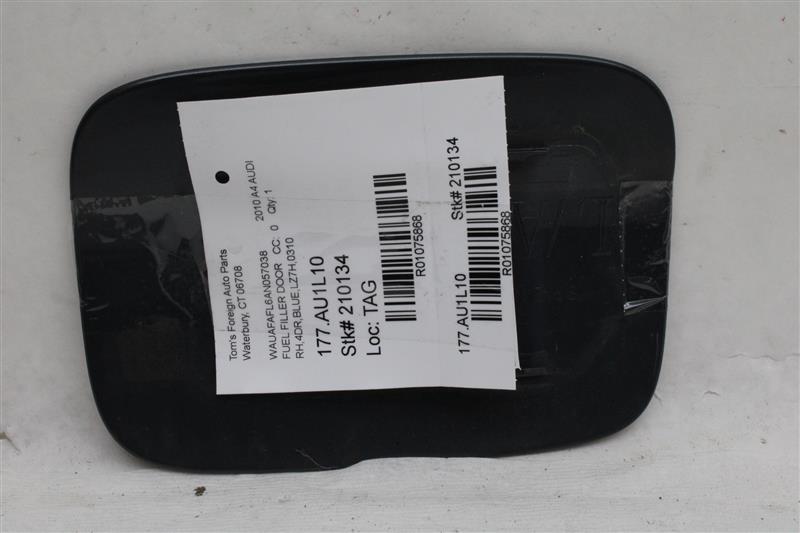 Tom's Foreign Auto Parts
Waterbury, CT 06708
WAUAFAFL6AN057038 2010 A4 AUDI
FUEL FILLER DOOR CC: 0 Qty: 1
RH,4DR,BLUE,LZ7H,0310
177.AU1L10
Stk# 210134
Loc: TAG
R01075868
177.AU1L10 Stk# 210134
R01075868